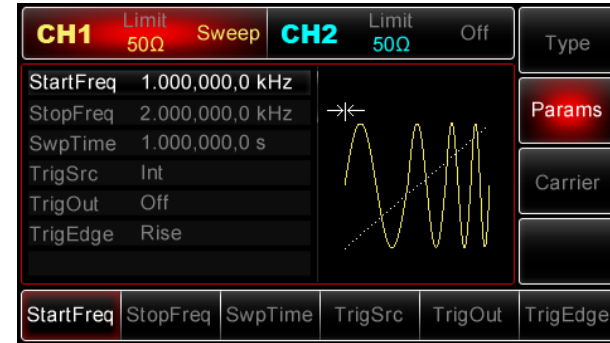 CH1 Limit 50Ω Sweep CH2 Limit 50Ω Off
Type
StartFreq 1.000,000,0 kHz
StopFreq 2.000,000,0 kHz
SwpTime 1.000,000,0 s
TrigSrc Int
TrigOut Off
TrigEdge Rise
Params
Carrier
StartFreq StopFreq SwpTime TrigSrc TrigOut TrigEdge